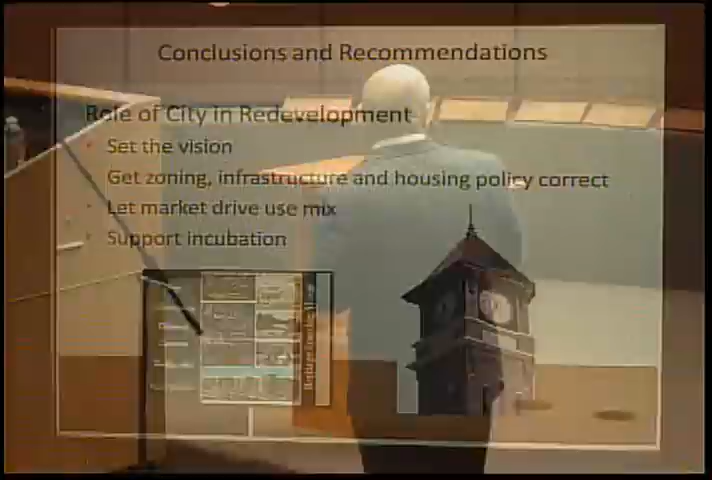 Conclusions and Recommendations
Role of City in Redevelopment
Set the vision
Get zoning, infrastructure and housing policy correct
Let market drive use mix
Support incubation